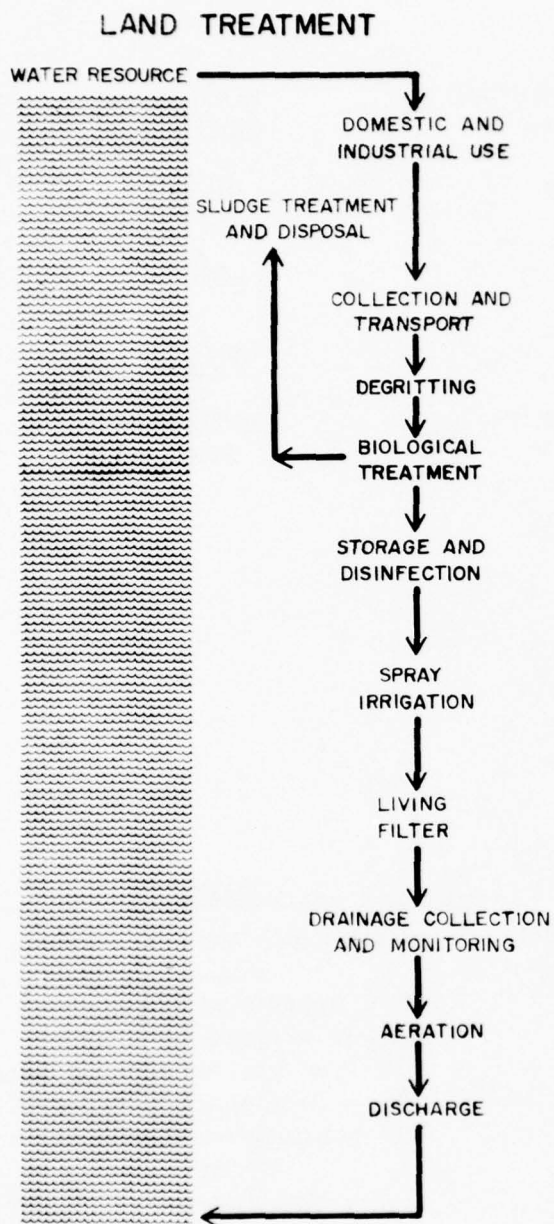 LAND TREATMENT
WATER RESOURCE
DOMESTIC AND
INDUSTRIAL USE
SLUDGE TREATMENT
AND DISPOSAL
COLLECTION AND
TRANSPORT
DEGRITTING
BIOLOGICAL
TREATMENT
STORAGE AND
DISINFECTION
SPRAY
IRRIGATION
LIVING
FILTER
DRAINAGE COLLECTION
AND MONITORING
AERATION
DISCHARGE